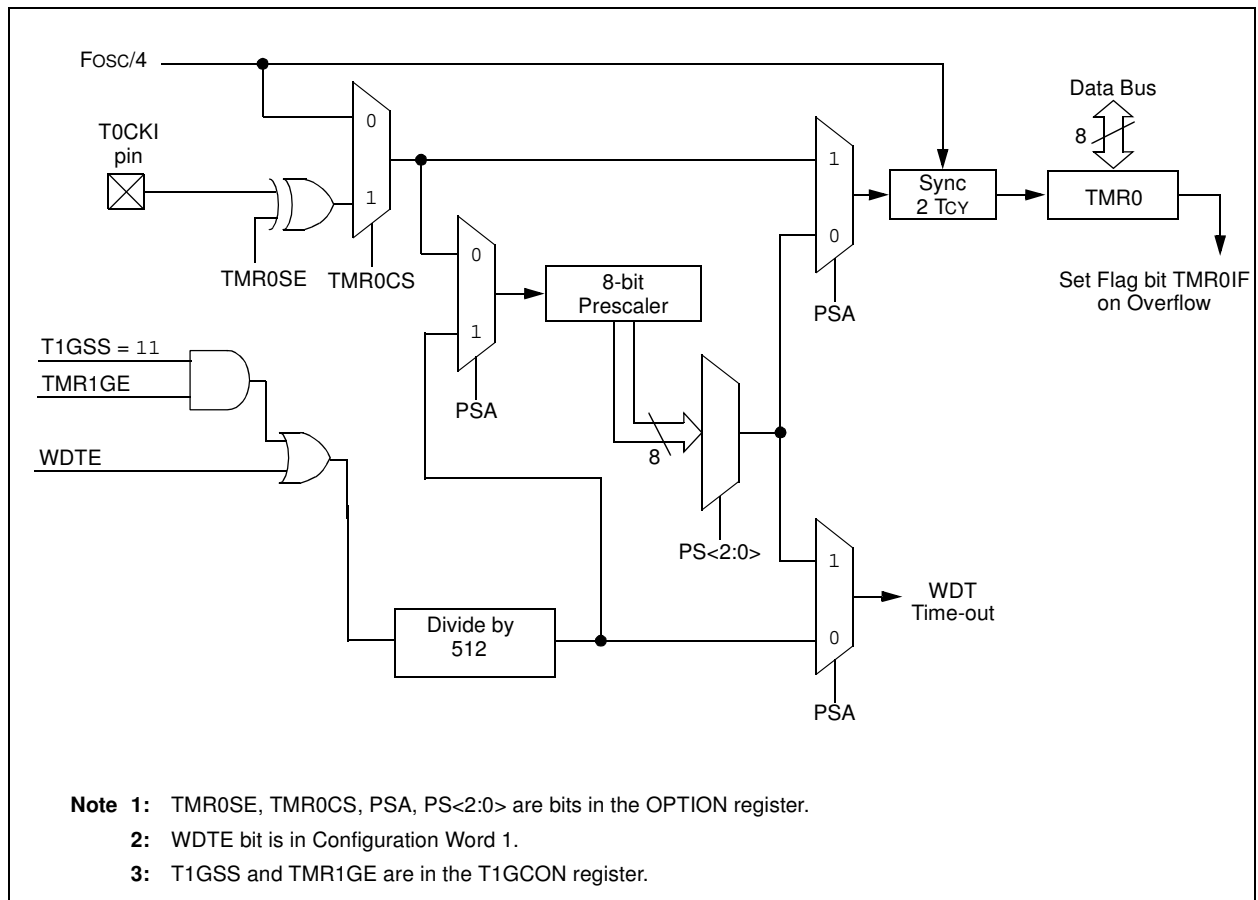 FOSC/4
Data Bus
8
T0CKI
pin
0
1
1
0
Sync
2 TCY
TMR0
TMR0SE
TMR0CS
0
1
8-bit
Prescaler
PSA
Set Flag bit TMR0IF
on Overflow
T1GSS = 11
TMR1GE
PSA
8
WDTE
PS<2:0>
1
0
WDT
Time-out
Divide by
512
PSA
Note 1: TMR0SE, TMR0CS, PSA, PS<2:0> are bits in the OPTION register.
2: WDTE bit is in Configuration Word 1.
3: T1GSS and TMR1GE are in the T1GCON register.